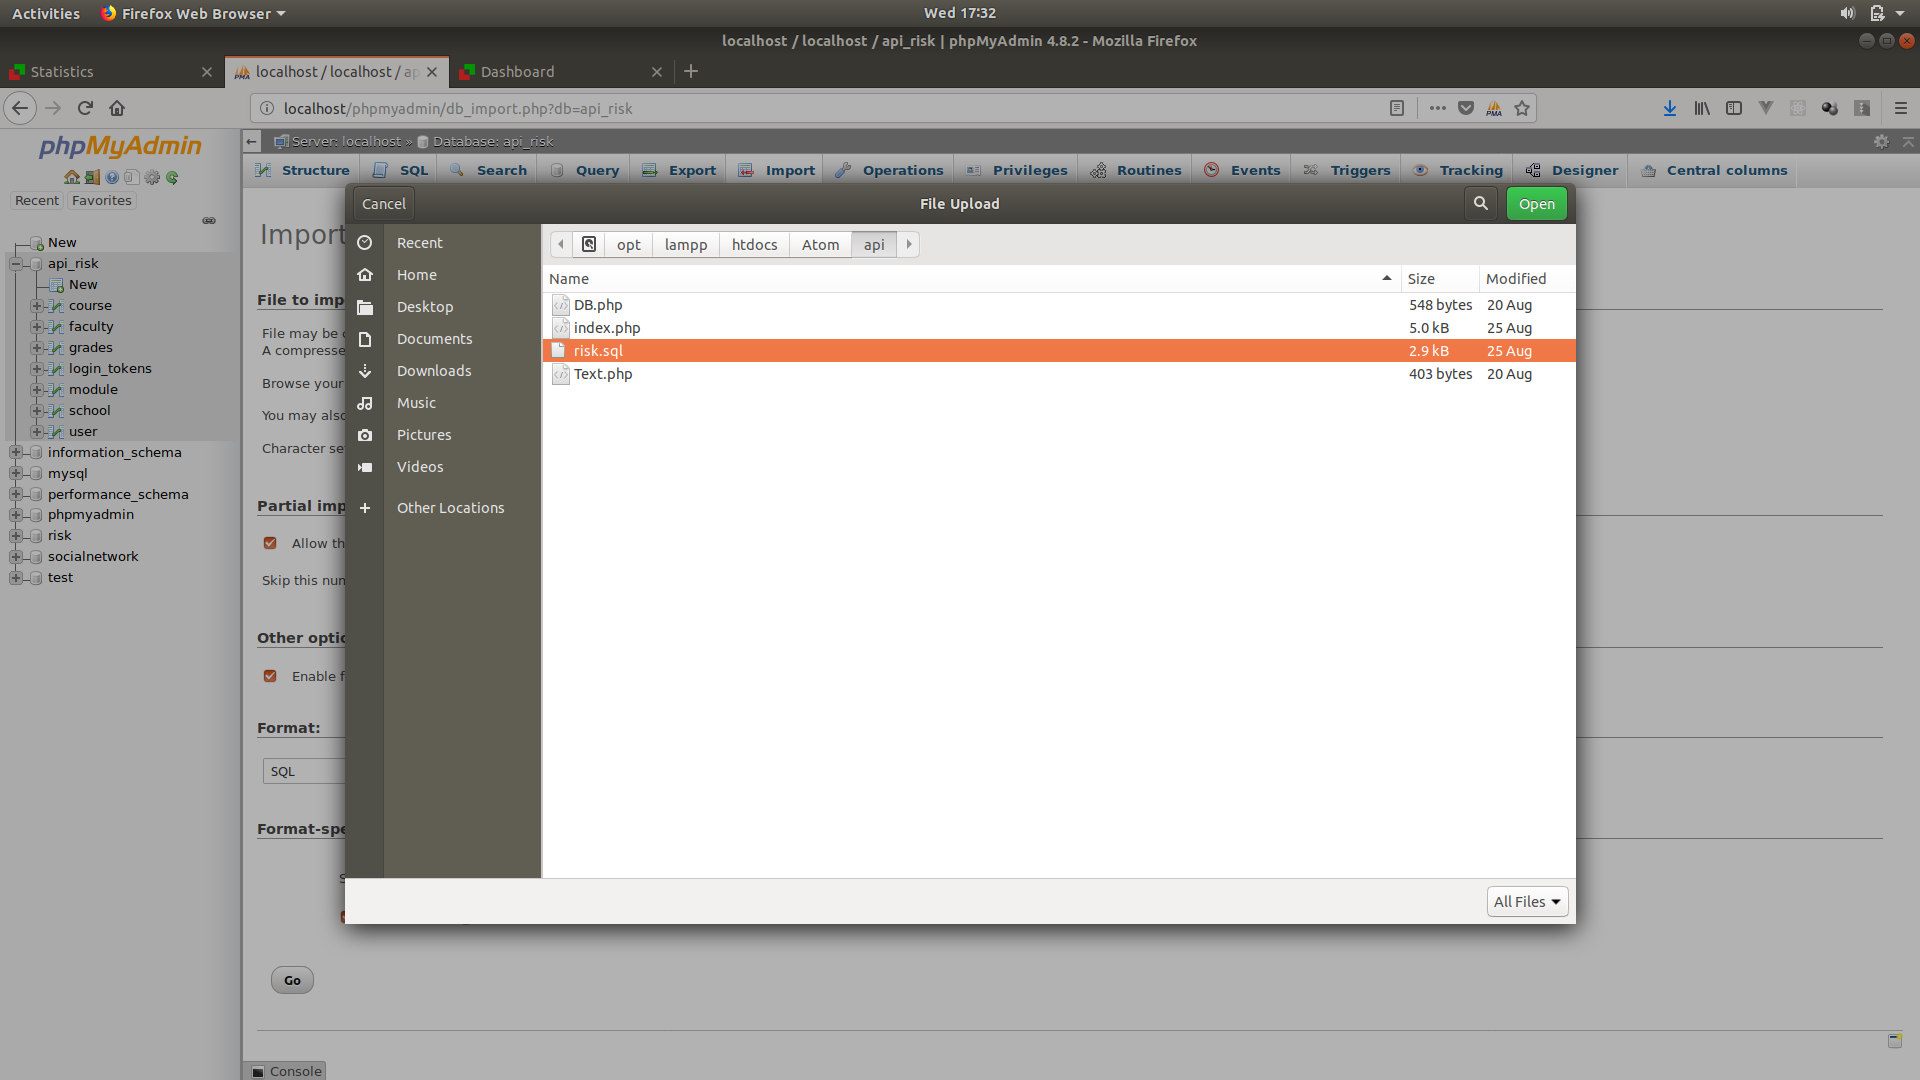 Activities
Firefox Web Browser
Wed 17:32
localhost / localhost / api_risk | phpMyAdmin 4.8.2 - Mozilla Firefox
Statistics
localhost / localhost / ap
Dashboard
localhost/phpmyadmin/db_import.php?db=api_risk
phpMyAdmin
Recent Favorites
New
api_risk
New
course
faculty
grades
login_tokens
module
school
user
information_schema
mysql
performance_schema
phpmyadmin
risk
socialnetwork
test
Server: localhost » Database: api_risk
Structure SQL Search Query Export Import Operations Privileges Routines Events Triggers Tracking Designer Central columns
Import
File to imp
File may be c
A compresse
Browse your
You may also
Character se
Partial imp
Allow th
Skip this num
Other optio
Enable f
Format:
SQL
Format-spe
Go
Console
Cancel
File Upload
Open
Recent
Home
Desktop
Documents
Downloads
Music
Pictures
Videos
Other Locations
opt lampp htdocs Atom api
Name Size Modified
DB.php 548 bytes 20 Aug
index.php 5.0 kB 25 Aug
risk.sql 2.9 kB 25 Aug
Text.php 403 bytes 20 Aug
All Files